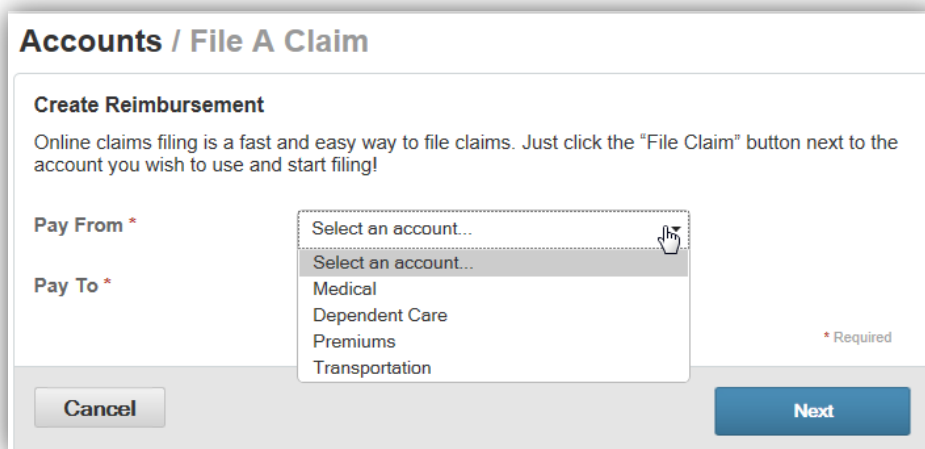 Accounts / File A Claim
Create Reimbursement
Online claims filing is a fast and easy way to file claims. Just click the “File Claim” button next to the
account you wish to use and start filing!
Pay From *
Select an account...
Select an account...
Pay To *
Medical
Dependent Care
Premiums
* Required
Transportation
Cancel
Next